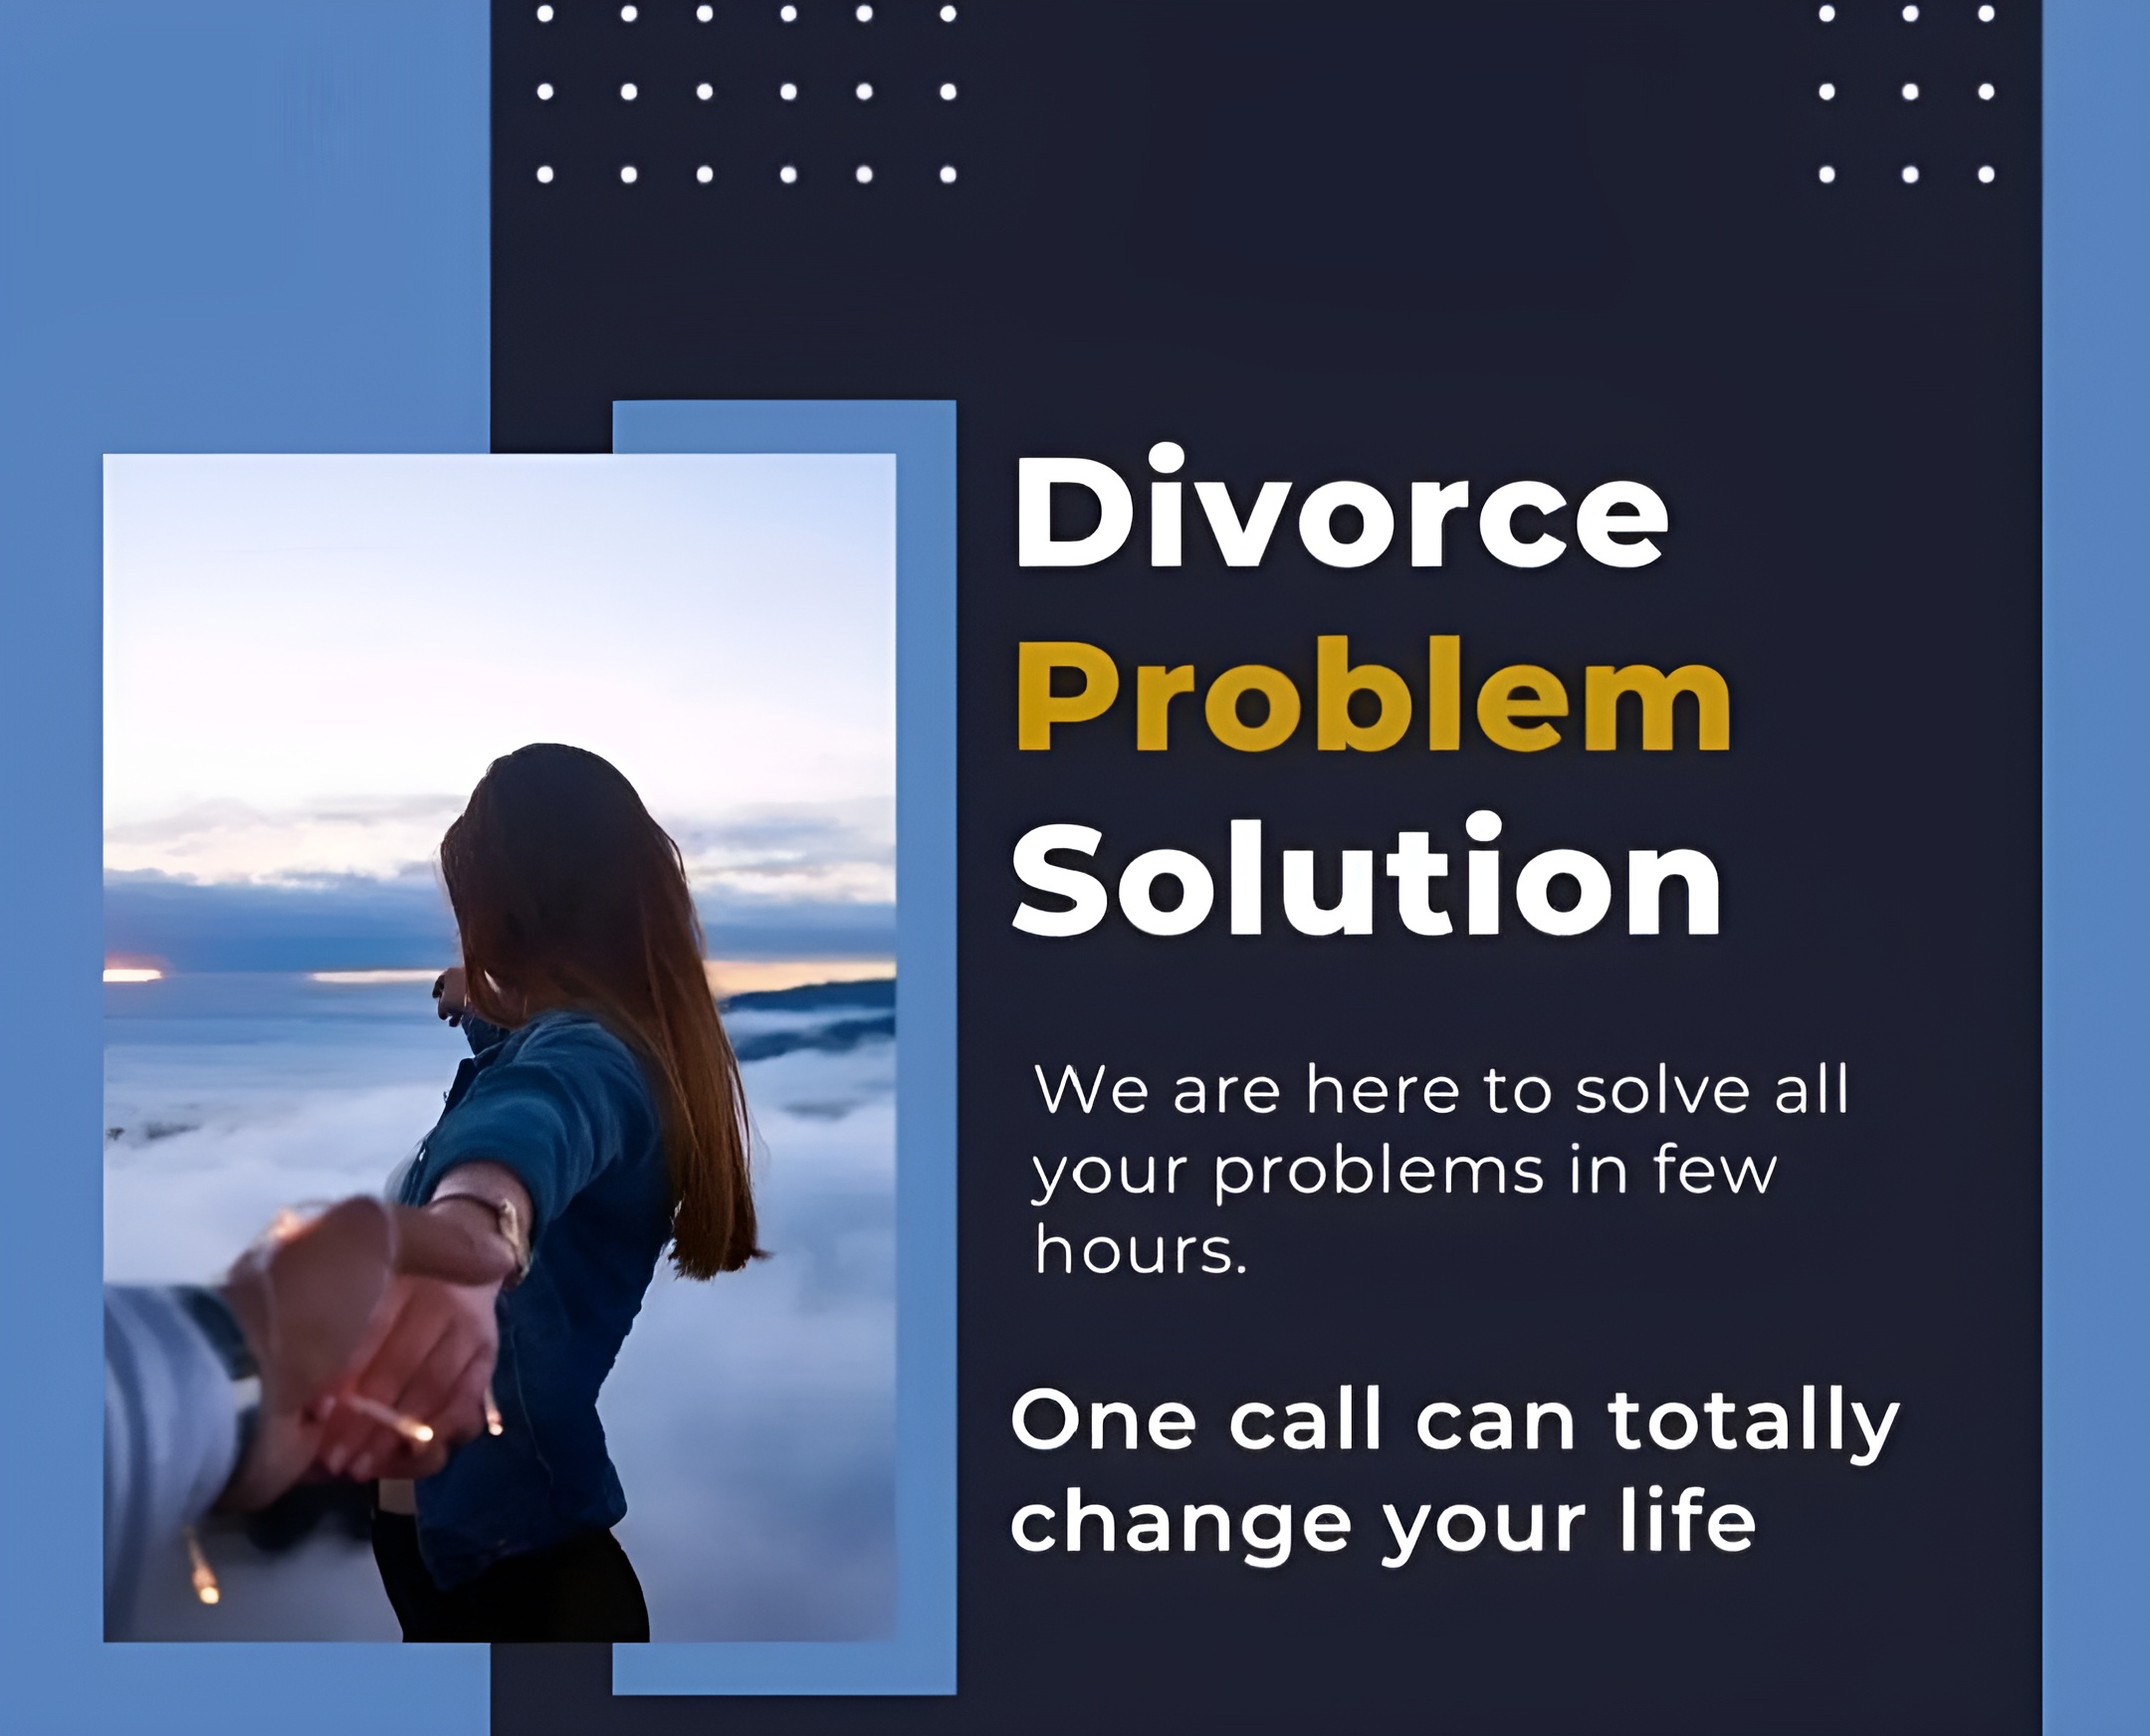 Divorce
Problem
Solution
We are here to solve all
your problems in few
hours.
One call can totally
change your life